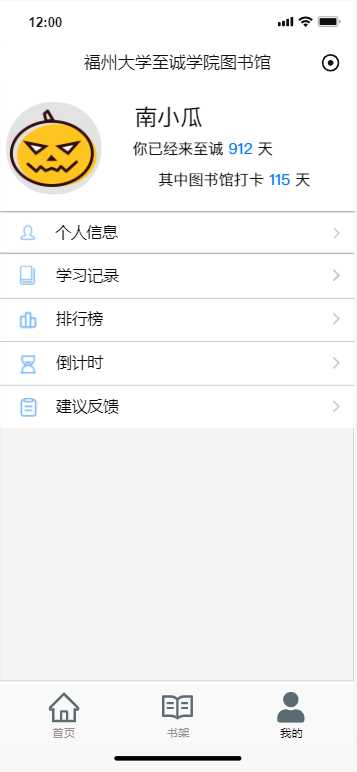 12:00
福州大学至诚学院图书馆
南小瓜
你已经来至诚 912 天
其中图书馆打卡 115 天
个人信息
学习记录
排行榜
倒计时
建议反馈
首页
书架
我的